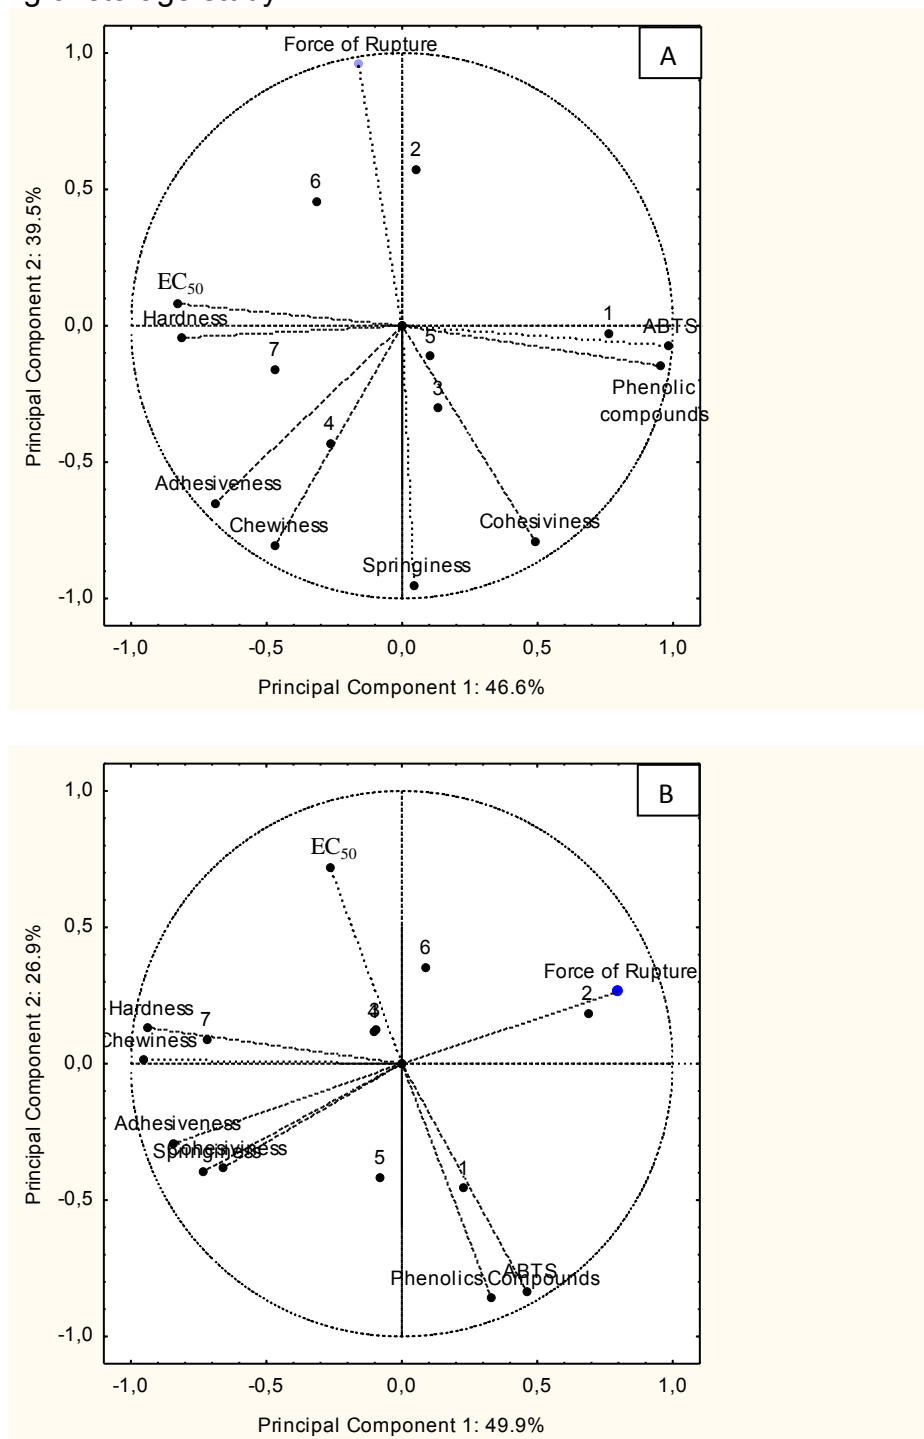 Force of Rupture
A
1,0
2
6
0,5
EC50
Hardness
1
ABTS
0,0
5
7
3
Phenolic
compounds
4
-0,5
Adhesiveness
Chewiness
Cohesiviness
Springiness
-1,0
-1,0 -0,5 0,0 0,5 1,0
Principal Component 2: 39.5%
Principal Component 1: 46.6%
B
1,0
EC50
0,5
6
Force of Rupture
2
Hardness
7
4
3
Chewiness
0,0
Adhesiveness
Springiness
Cohesiviness
5
1
-0,5
ABTS
Phenolics Compounds
-1,0
-1,0 -0,5 0,0 0,5 1,0
Principal Component 2: 26.9%
Principal Component 1: 49.9%